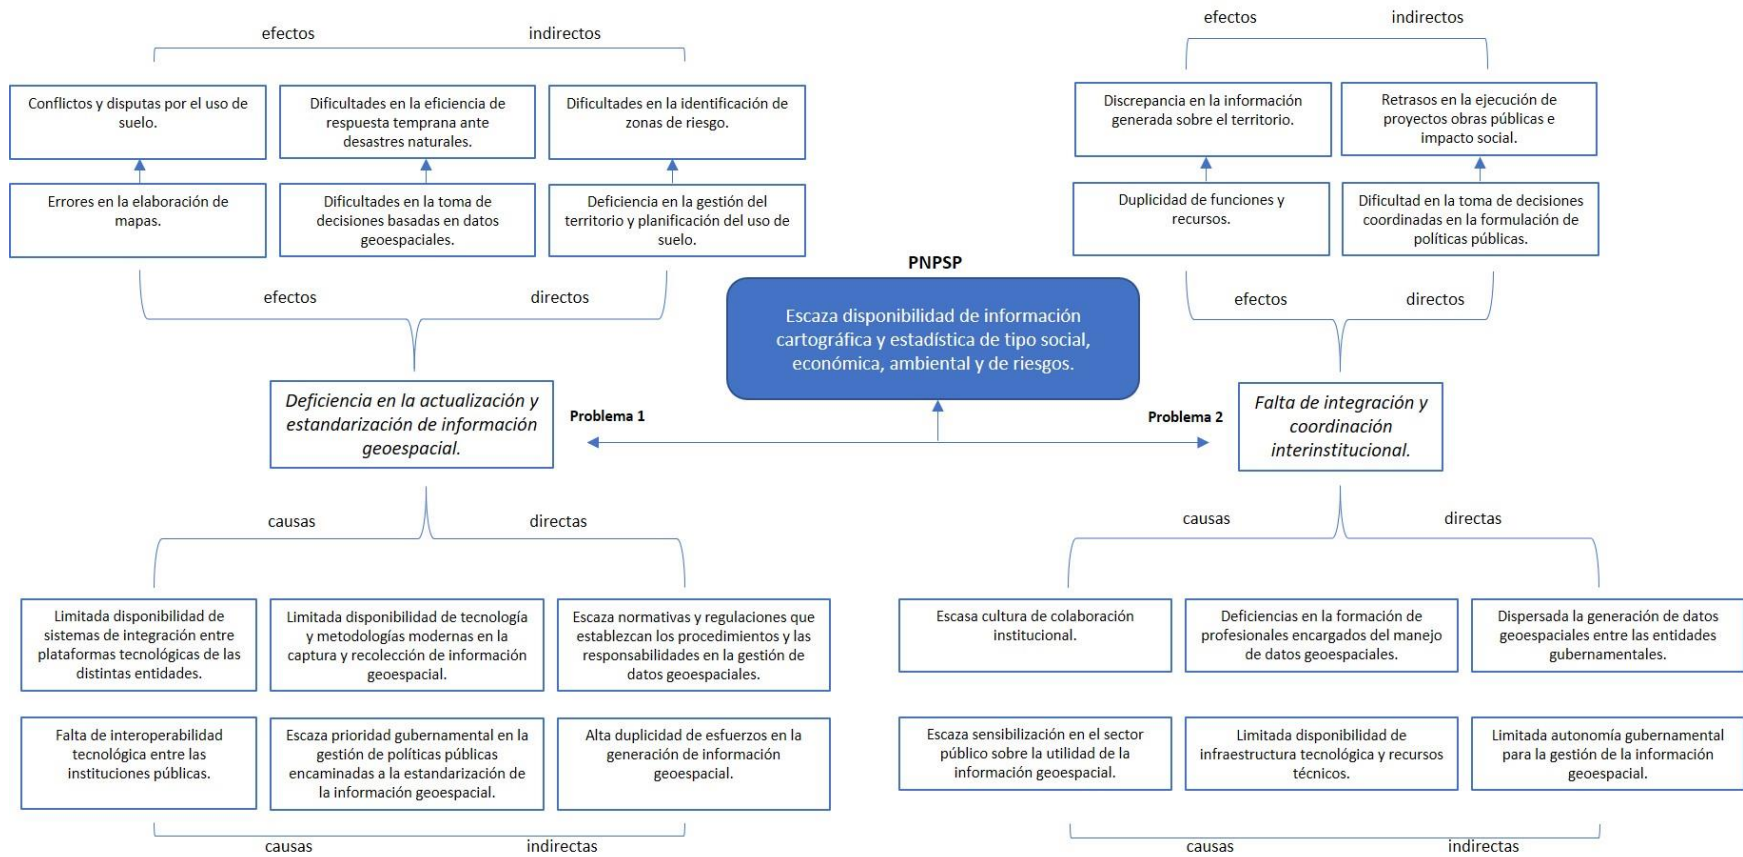 efectos indirectos
Conflictos y disputas por el uso de
suelo.
Dificultades en la eficiencia de
respuesta temprana ante
desastres naturales.
Dificultades en la identificación de
zonas de riesgo.
Errores en la elaboración de
mapas.
Dificultades en la toma de
decisiones basadas en datos
geoespaciales.
Deficiencia en la gestión del
territorio y planificación del uso de
suelo.
efectos directos
Deficiencia en la actualización y
estandarización de información
geoespacial.
Problema 1
causas directas
Limitada disponibilidad de
sistemas de integración entre
plataformas tecnológicas de las
distintas entidades.
Limitada disponibilidad de tecnología
y metodologías modernas en la
captura y recolección de información
geoespacial.
Escaza normativas y regulaciones que
establezcan los procedimientos y las
responsabilidades en la gestión de
datos geoespaciales.
Falta de interoperabilidad
tecnológica entre las
instituciones públicas.
Escaza prioridad gubernamental en la
gestión de políticas públicas
encaminadas a la estandarización de
la información geoespacial.
Alta duplicidad de esfuerzos en la
generación de información
geoespacial.
causas indirectas
PNPSP
Escaza disponibilidad de información
cartográfica y estadística de tipo social,
económica, ambiental y de riesgos.
efectos indirectos
Discrepancia en la información
generada sobre el territorio.
Retrasos en la ejecución de
proyectos obras públicas e
impacto social.
Duplicidad de funciones y
recursos.
Dificultad en la toma de decisiones
coordinadas en la formulación de
políticas públicas.
efectos directos
Problema 2
Falta de integración y
coordinación
interinstitucional.
causas directas
Escasa cultura de colaboración
institucional.
Deficiencias en la formación de
profesionales encargados del manejo
de datos geoespaciales.
Dispersada la generación de datos
geoespaciales entre las entidades
gubernamentales.
Escaza sensibilización en el sector
público sobre la utilidad de la
información geoespacial.
Limitada disponibilidad de
infraestructura tecnológica y recursos
técnicos.
Limitada autonomía gubernamental
para la gestión de la información
geoespacial.
causas indirectas